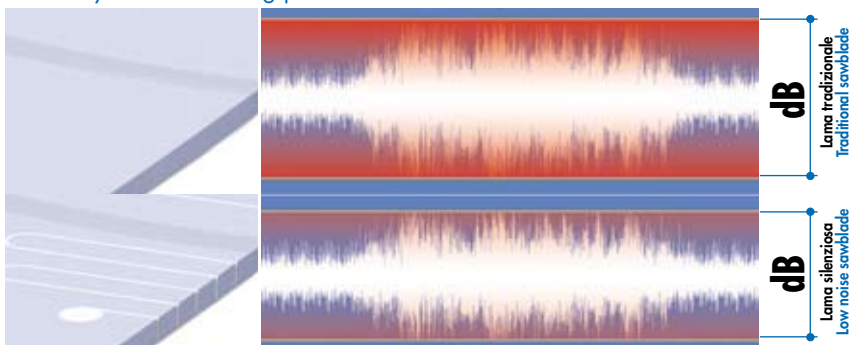 dB
Lama tradizionale
Traditional sawblade
dB
Lama silenziosa
Low noise sawblade